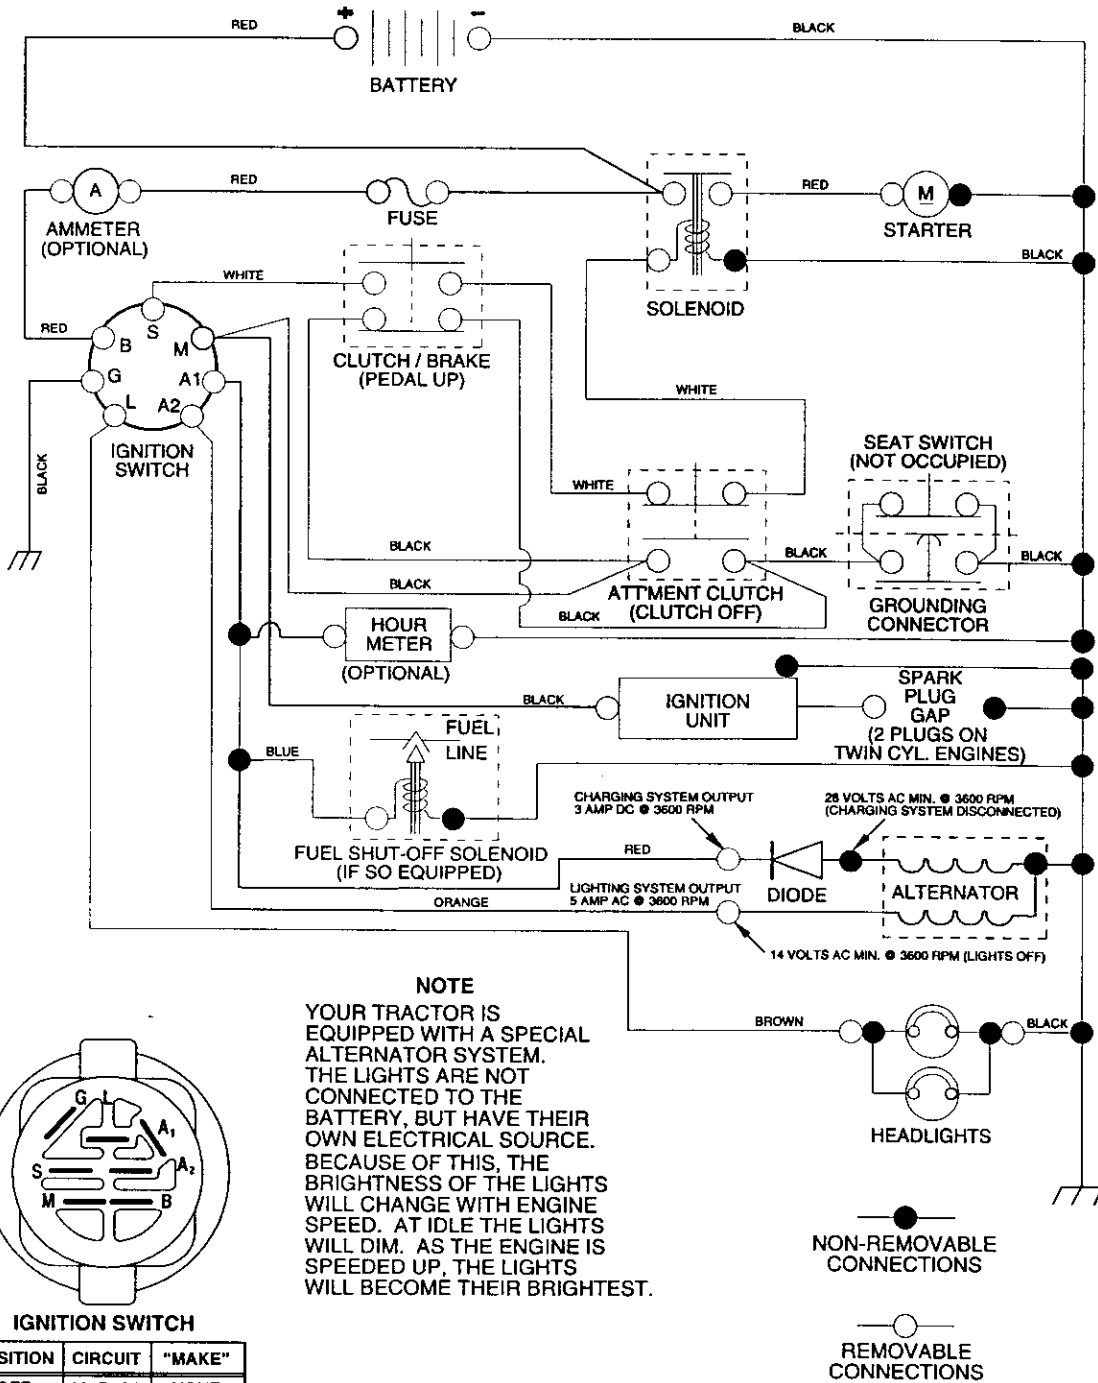 +
-
RED
BLACK
BATTERY
RED
RED
A
M
FUSE
AMMETER
(OPTIONAL)
STARTER
BLACK
WHITE
SOLENOID
RED
S
B
M
G
A1
L
A2
CLUTCH / BRAKE
(PEDAL UP)
WHITE
IGNITION
SWITCH
BLACK
SEAT SWITCH
(NOT OCCUPIED)
WHITE
BLACK
BLACK
BLACK
BLACK
ATT'MENT CLUTCH
(CLUTCH OFF)
BLACK
GROUNDING
CONNECTOR
HOUR
METER
(OPTIONAL)
BLACK
IGNITION
UNIT
SPARK
PLUG
GAP
(2 PLUGS ON
TWIN CYL. ENGINES)
FUEL
LINE
BLUE
FUEL SHUT-OFF SOLENOID
(IF SO EQUIPPED)
CHARGING SYSTEM OUTPUT
3 AMP DC @ 3600 RPM
28 VOLTS AC MIN. @ 3600 RPM
(CHARGING SYSTEM DISCONNECTED)
RED
DIODE
ALTERNATOR
LIGHTING SYSTEM OUTPUT
5 AMP AC @ 3600 RPM
ORANGE
14 VOLTS AC MIN. @ 3600 RPM (LIGHTS OFF)
BROWN
BLACK
HEADLIGHTS
NOTE
YOUR TRACTOR IS
EQUIPPED WITH A SPECIAL
ALTERNATOR SYSTEM.
THE LIGHTS ARE NOT
CONNECTED TO THE
BATTERY, BUT HAVE THEIR
OWN ELECTRICAL SOURCE.
BECAUSE OF THIS, THE
BRIGHTNESS OF THE LIGHTS
WILL CHANGE WITH ENGINE
SPEED. AT IDLE THE LIGHTS
WILL DIM. AS THE ENGINE IS
SPEEDED UP, THE LIGHTS
WILL BECOME THEIR BRIGHTEST.
G L
A1
S
A2
M
B
IGNITION SWITCH
SITION CIRCUIT "MAKE"
NON-REMOVABLE
CONNECTIONS
REMOVABLE
CONNECTIONS